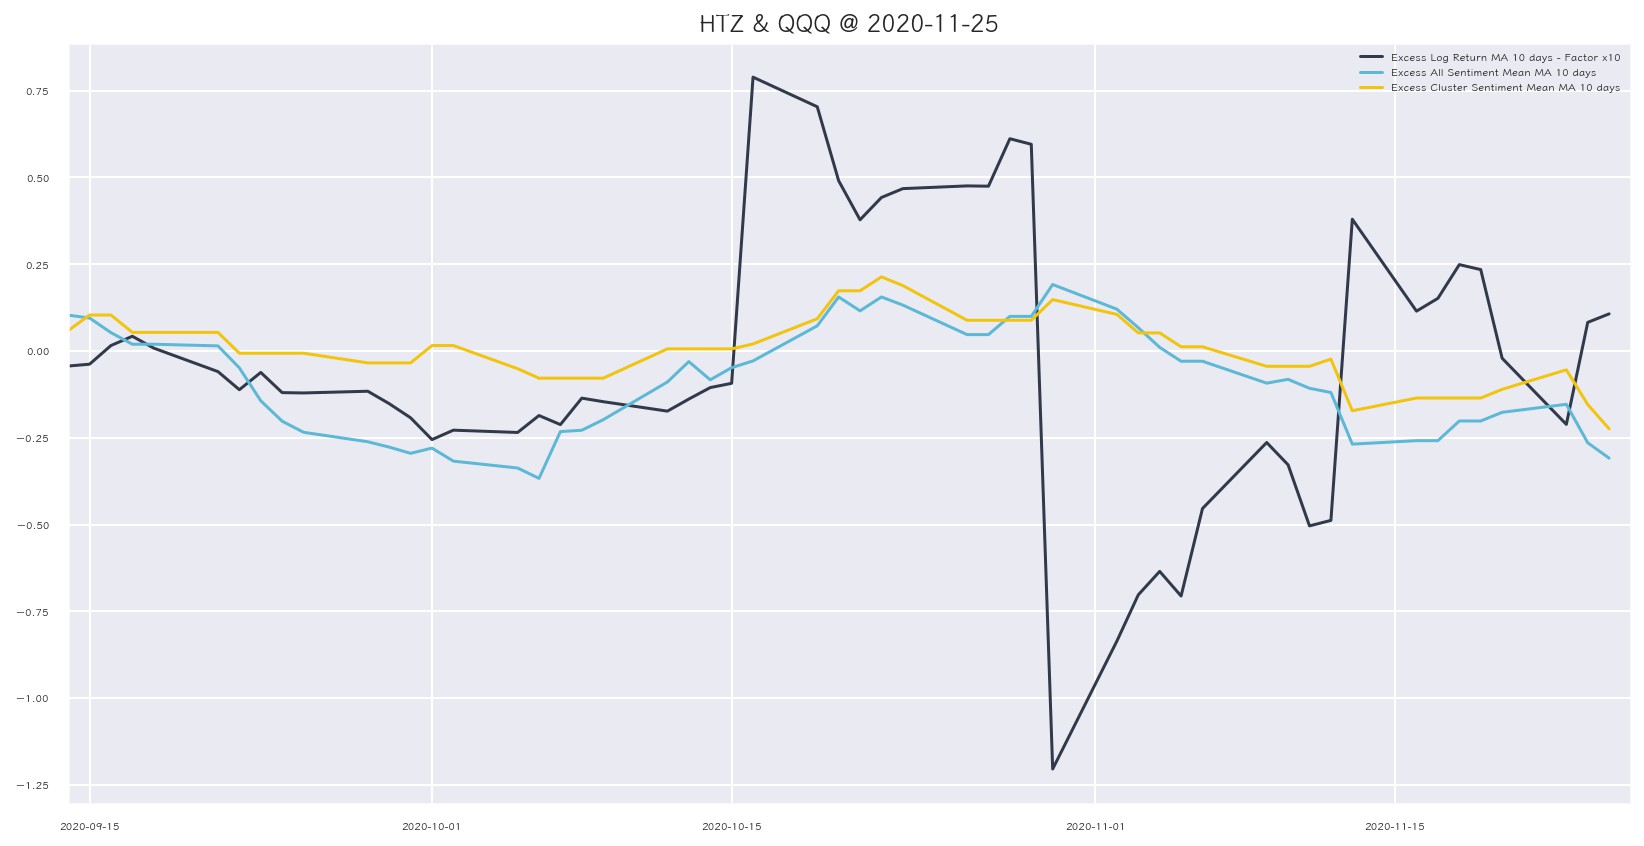 HTZ & QQQ @ 2020-11-25
Excess Log Return MA 10 days - Factor x10
Excess All Sentiment Mean MA 10 days
Excess Cluster Sentiment Mean MA 10 days
0.75
0.50
0.25
0.00
−0.25
−0.50
−0.75
−1.00
−1.25
2020-09-15 2020-10-01 2020-10-15 2020-11-01 2020-11-15